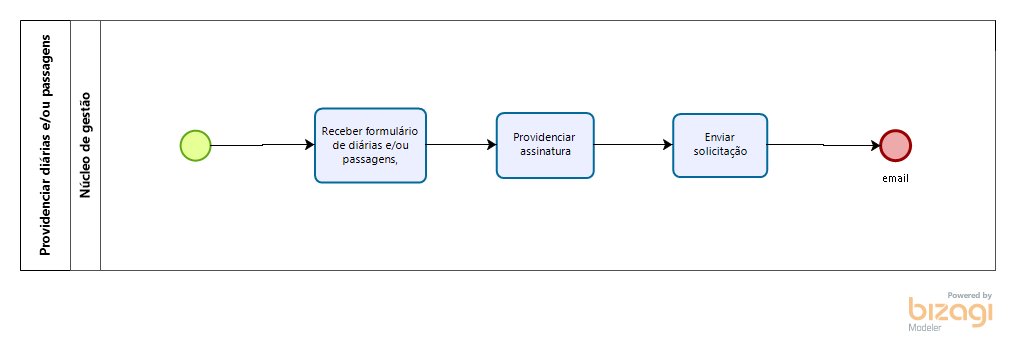 Providenciar diárias e/ou passagens
Núcleo de gestão
Receber formulário
de diárias e/ou
passagens,
Providenciar
assinatura
Enviar
solicitação
email
Powered by
bizagi
Modeler